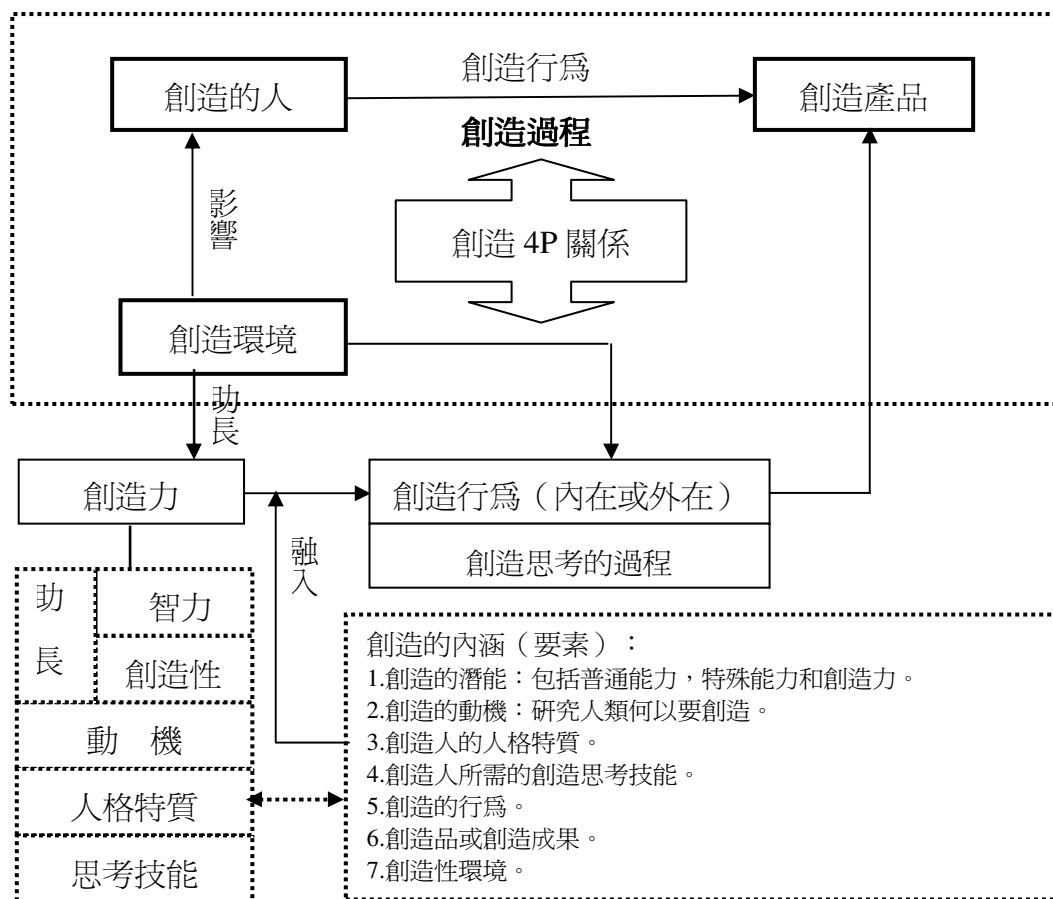 創造行為
創造的人
創造產品
創造過程
影響
創造 4P 關係
創造環境
助長
創造力
創造行為（內在或外在）
創造思考的過程
融入
助長
智力
創造性
動 機
人格特質
思考技能
創造的內涵（要素）：
1.創造的潛能：包括普通能力，特殊能力和創造力。
2.創造的動機：研究人類何以要創造。
3.創造人的人格特質。
4.創造人所需的創造思考技能。
5.創造的行為。
6.創造品或創造成果。
7.創造性環境。